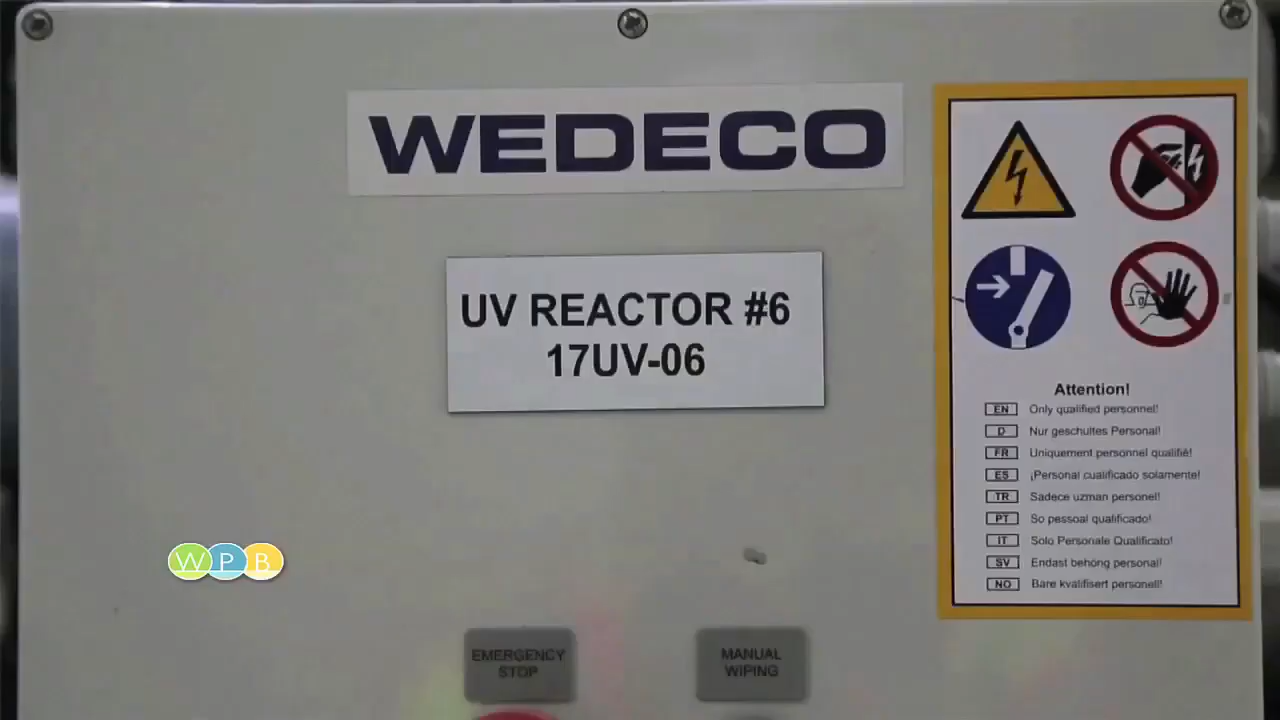 WEDECO
UV REACTOR #6
17UV-06
Attention!
EN Only qualified personnel!
D Nur geschultes Personal!
FR Uniquement personnel qualifié!
ES ¡Personal cualificado solamente!
TR Sadece uzman personel!
PT So pessoal qualificado!
IT Solo Personale Qualificato!
SV Endast behöng personal!
NO Bare kvalifisert personell!
WPB
EMERGENCY
STOP
MANUAL
WIPING